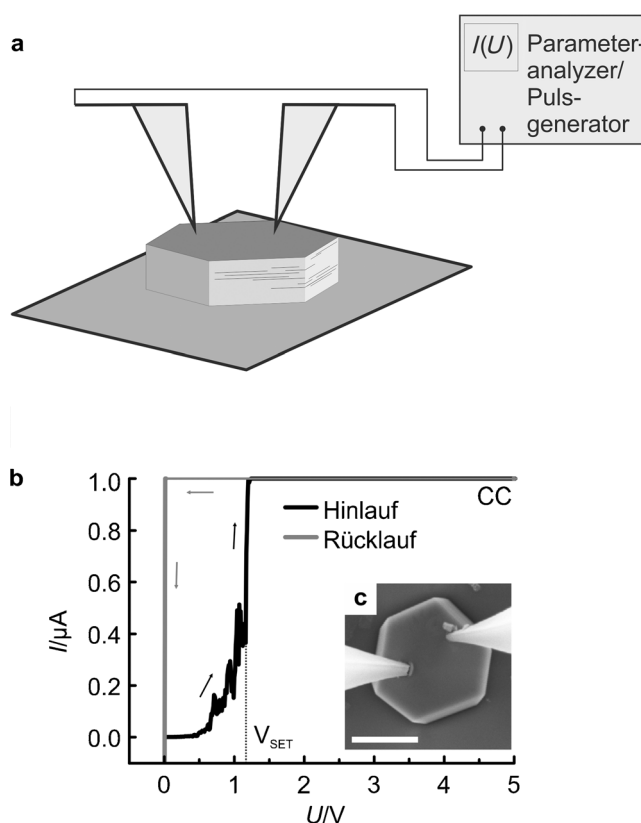 a
I(U)
Parameter-
analyzer/
Puls-
generator
b
1.0
0.8
0.6
0.4
0.2
0.0
I/µA
CC
Hinlauf
Rücklauf
c
V_SET
0
1
2
3
4
5
U/V